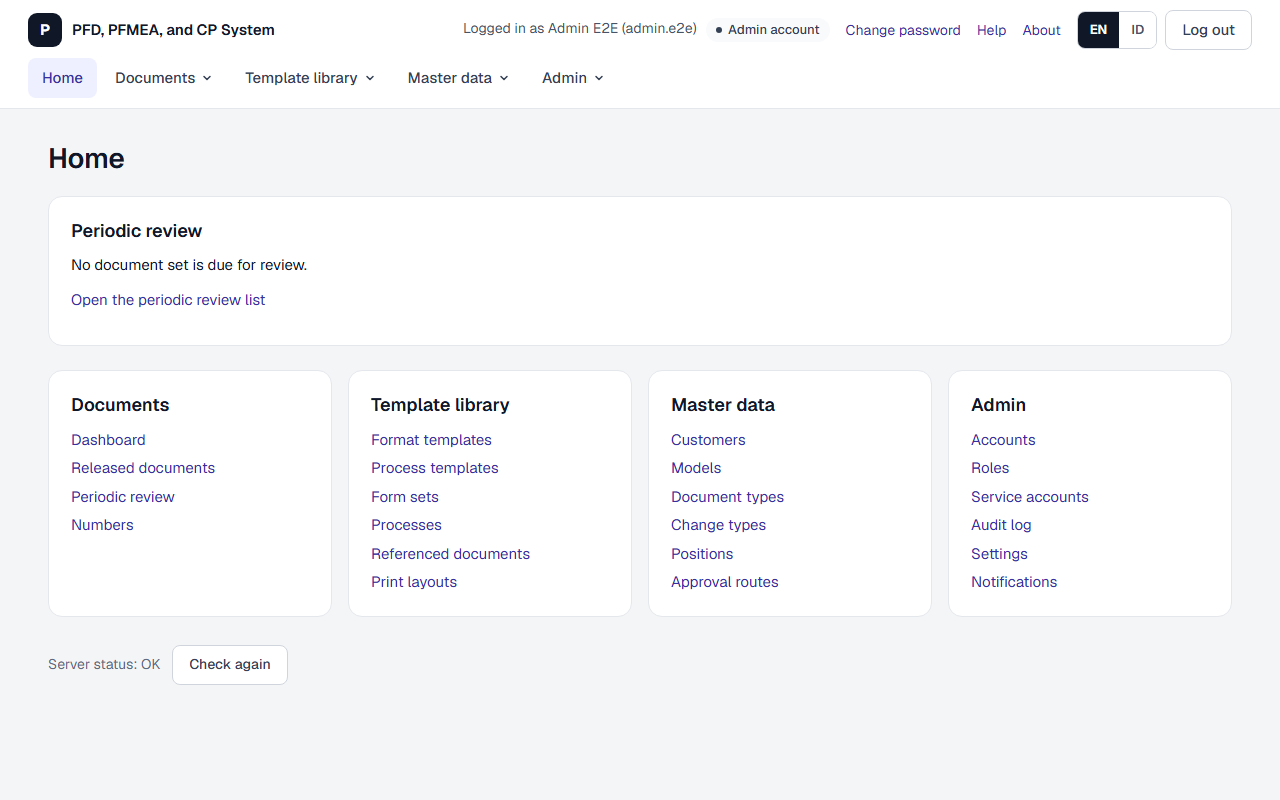 P PFD, PFMEA, and CP System Logged in as Admin E2E (admin.e2e) Admin account Change password Help About EN ID Log out
Home Documents Template library Master data Admin
Home
Periodic review
No document set is due for review.
Open the periodic review list
Documents
Dashboard
Released documents
Periodic review
Numbers
Template library
Format templates
Process templates
Form sets
Processes
Referenced documents
Print layouts
Master data
Customers
Models
Document types
Change types
Positions
Approval routes
Admin
Accounts
Roles
Service accounts
Audit log
Settings
Notifications
Server status: OK Check again